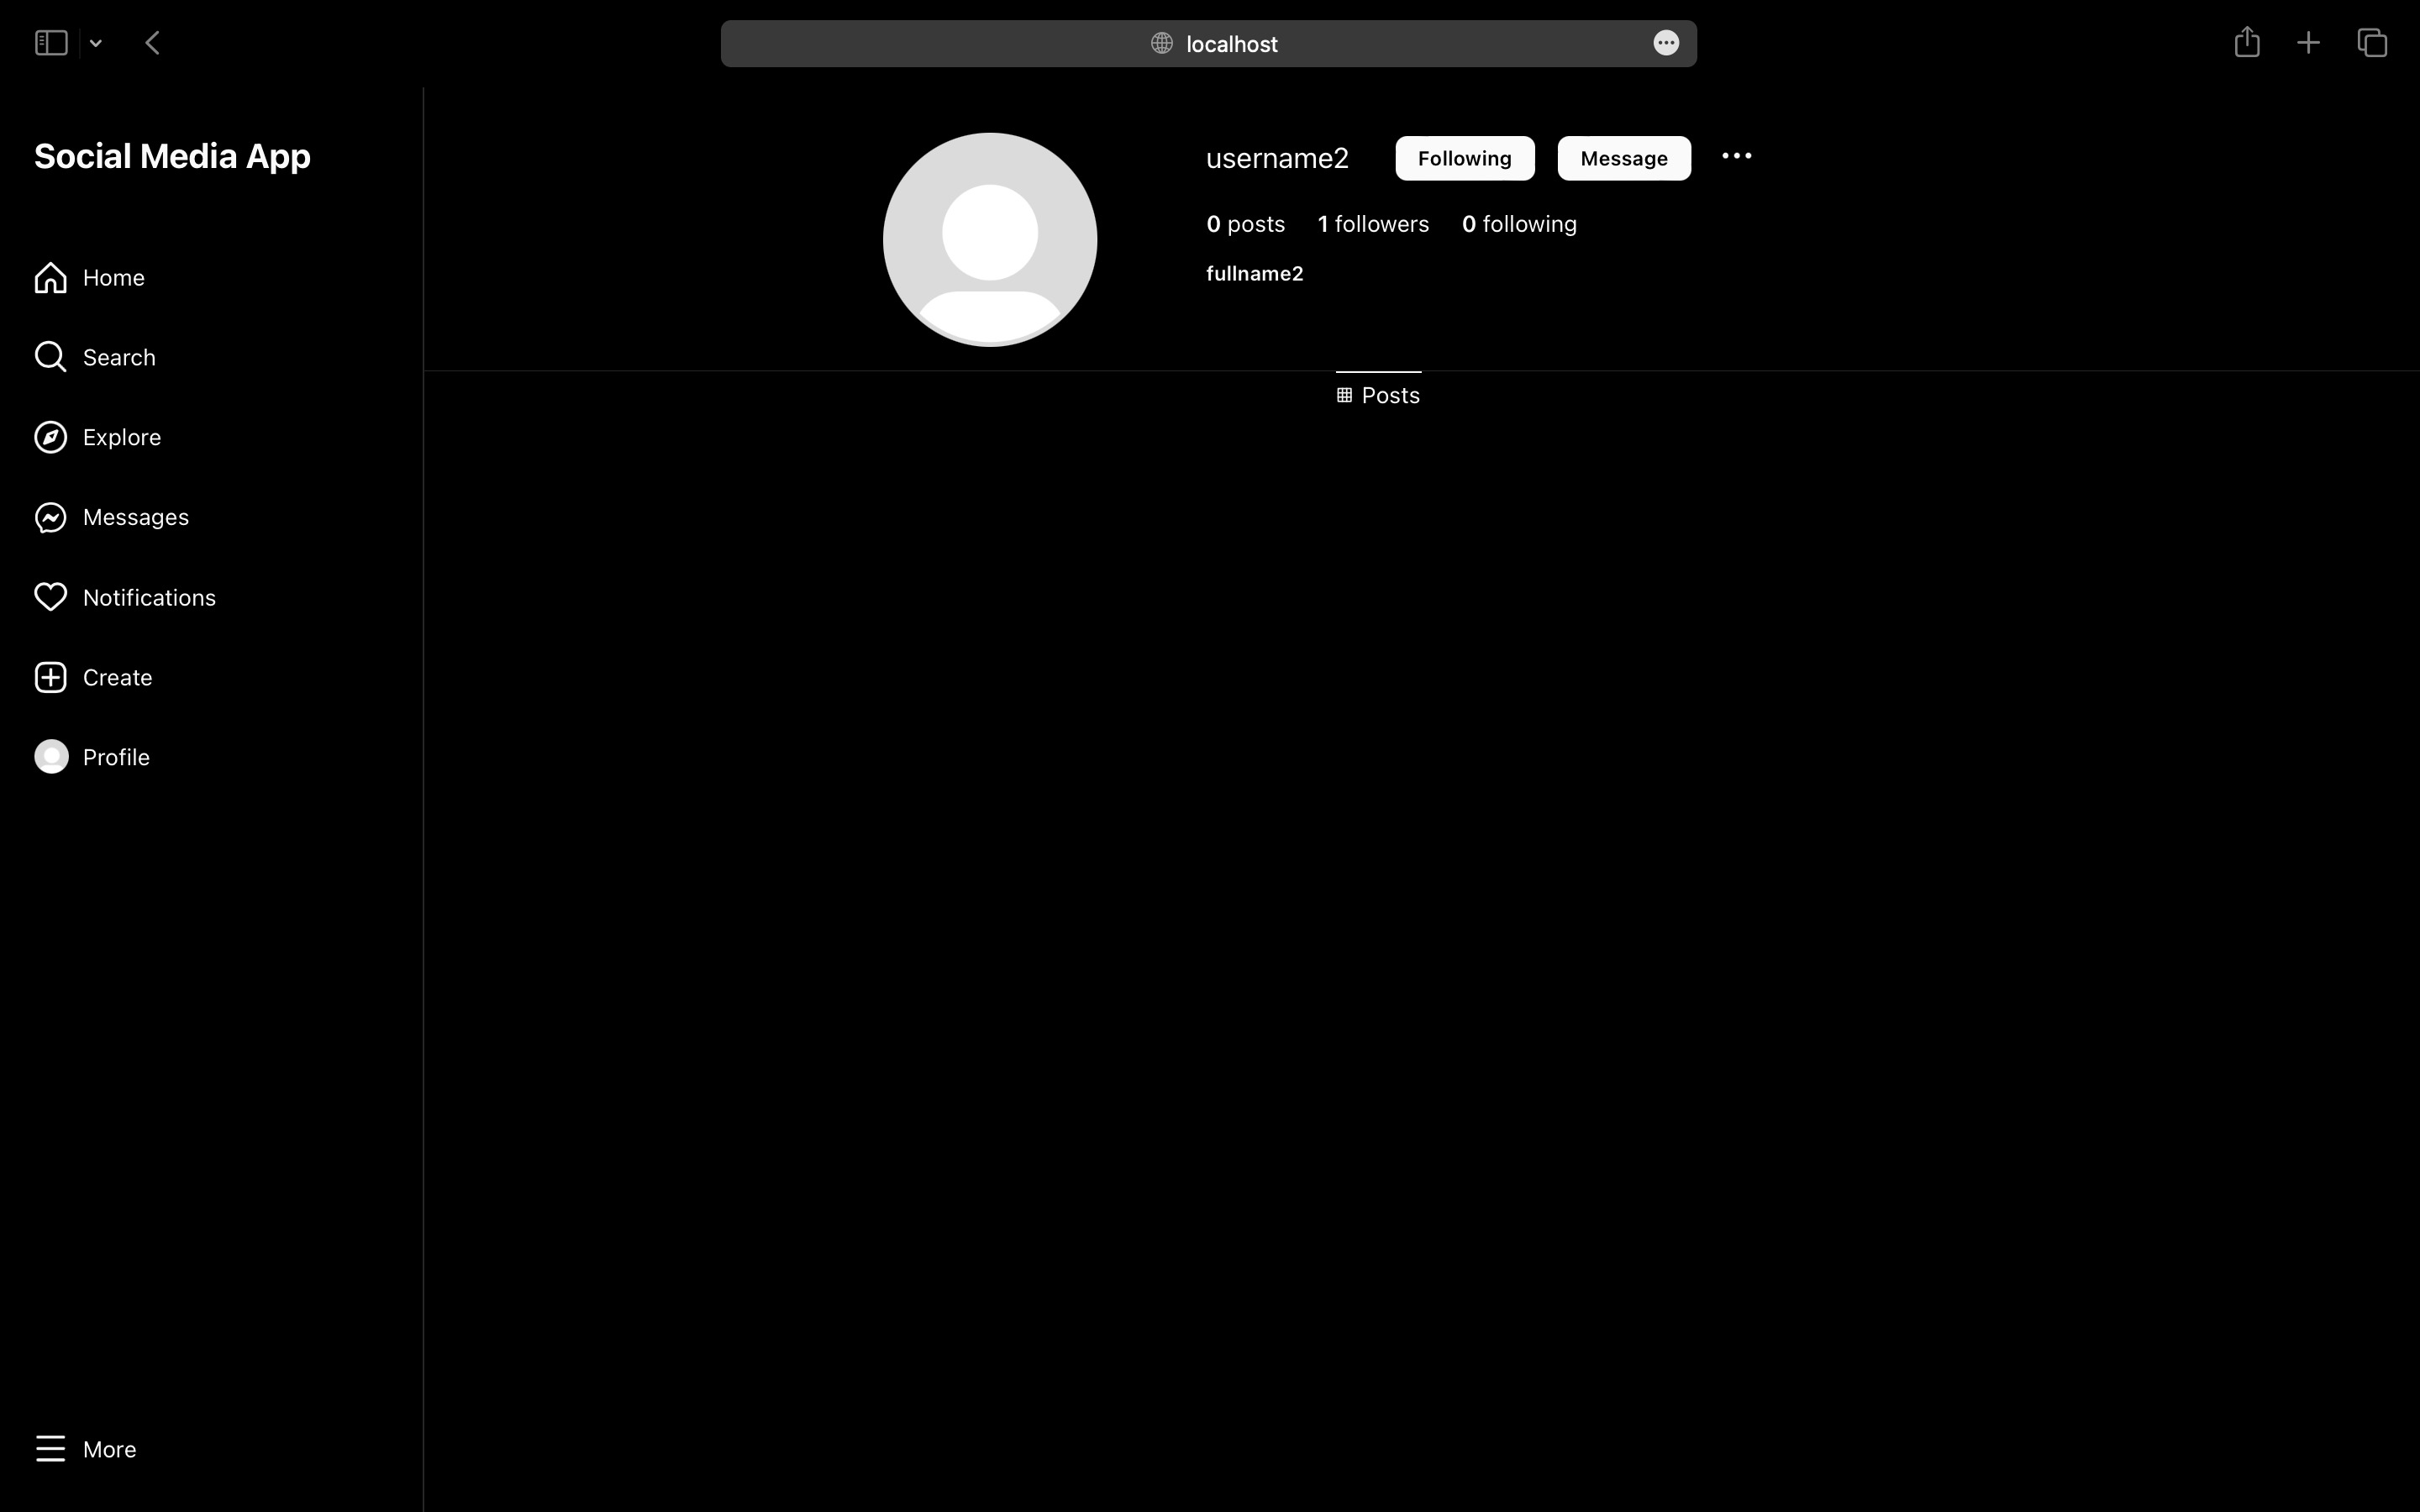 localhost
Social Media App
Home
Search
Explore
Messages
Notifications
Create
Profile
More
username2 Following Message
0 posts 1 followers 0 following
fullname2
Posts